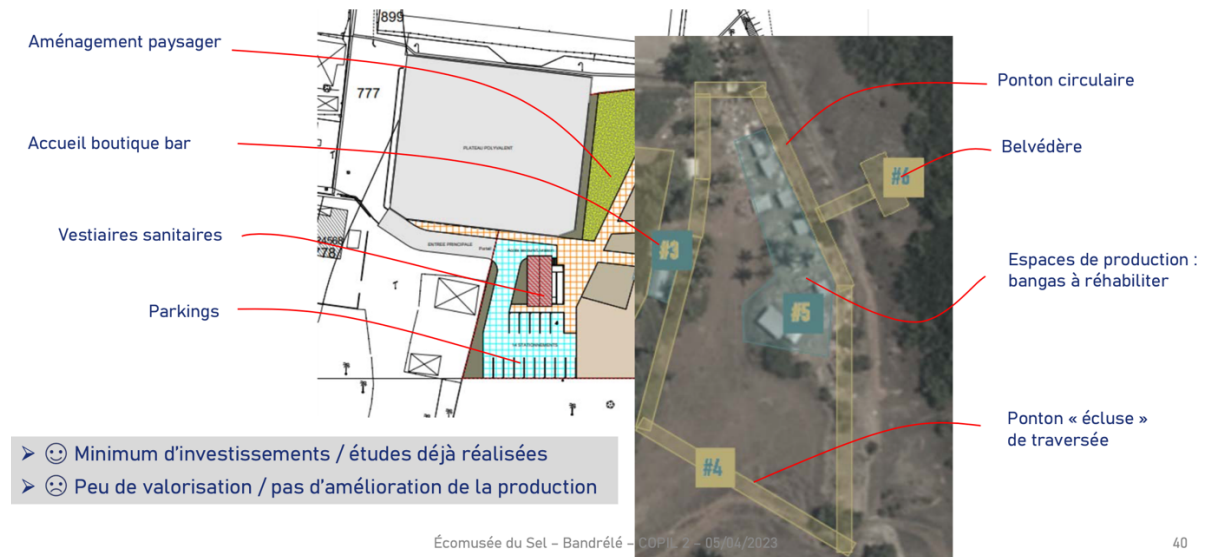 Aménagement paysager
Accueil boutique bar
Vestiaires sanitaires
Parkings
899
777
PLATEAU POLYVALENT
ENTREE PRINCIPALE
Portail
278
#3
#4
#5
#6
Ponton circulaire
Belvédère
Espaces de production :
bangas à réhabiliter
Ponton « écluse »
de traversée
➤ ☺ Minimum d'investissements / études déjà réalisées
➤ ☹ Peu de valorisation / pas d'amélioration de la production
Écomusée du Sel – Bandrélé – COPIL 2 – 05/04/2023
40